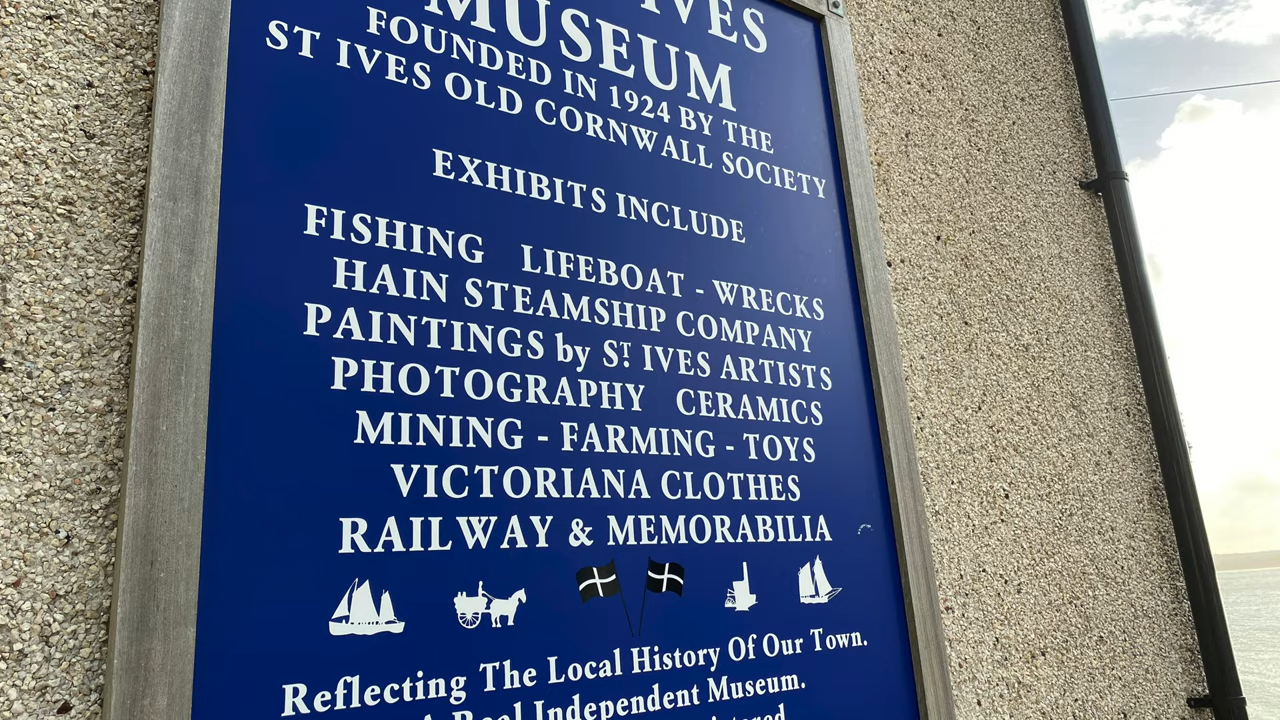 IVES
MUSEUM
FOUNDED IN 1924 BY THE
ST IVES OLD CORNWALL SOCIETY
EXHIBITS INCLUDE
FISHING LIFEBOAT - WRECKS
HAIN STEAMSHIP COMPANY
PAINTINGS by ST IVES ARTISTS
PHOTOGRAPHY CERAMICS
MINING - FARMING - TOYS
VICTORIANA CLOTHES
RAILWAY & MEMORABILIA
Reflecting The Local History Of Our Town.
A Real Independent Museum.